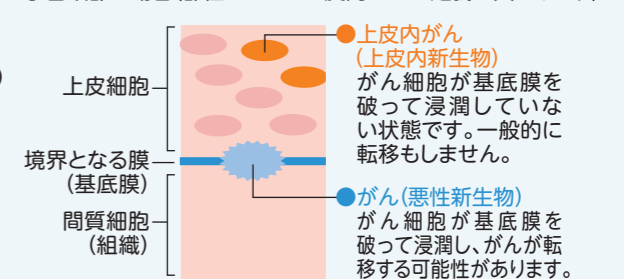 上皮細胞
境界となる膜
(基底膜)
間質細胞
(組織)
上皮内がん
(上皮内新生物)
がん細胞が基底膜を
破って浸潤していな
い状態です。一般的に
転移もしません。
がん(悪性新生物)
がん細胞が基底膜を
破って浸潤し、がんが転
移する可能性があります。